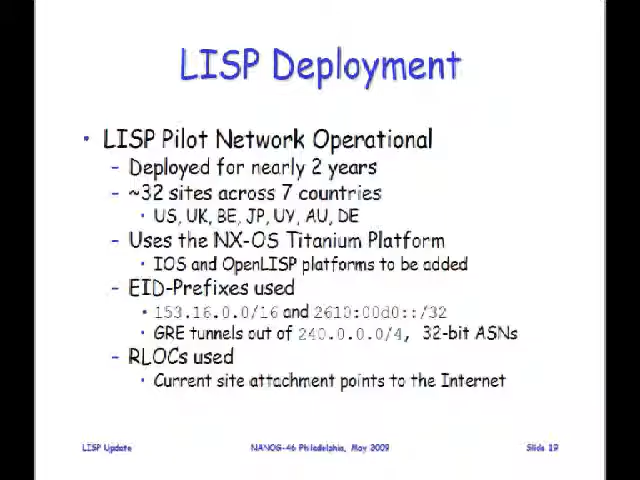 LISP Deployment
• LISP Pilot Network Operational
– Deployed for nearly 2 years
– ~32 sites across 7 countries
• US, UK, BE, JP, UY, AU, DE
– Uses the NX-OS Titanium Platform
• IOS and OpenLISP platforms to be added
– EID-Prefixes used
• 153.16.0.0/16 and 2610:00d0::/32
• GRE tunnels out of 240.0.0.0/4, 32-bit ASNs
– RLOCs used
• Current site attachment points to the Internet
LISP Update NANOG-46 Philadelphia, May 2009 Slide 19